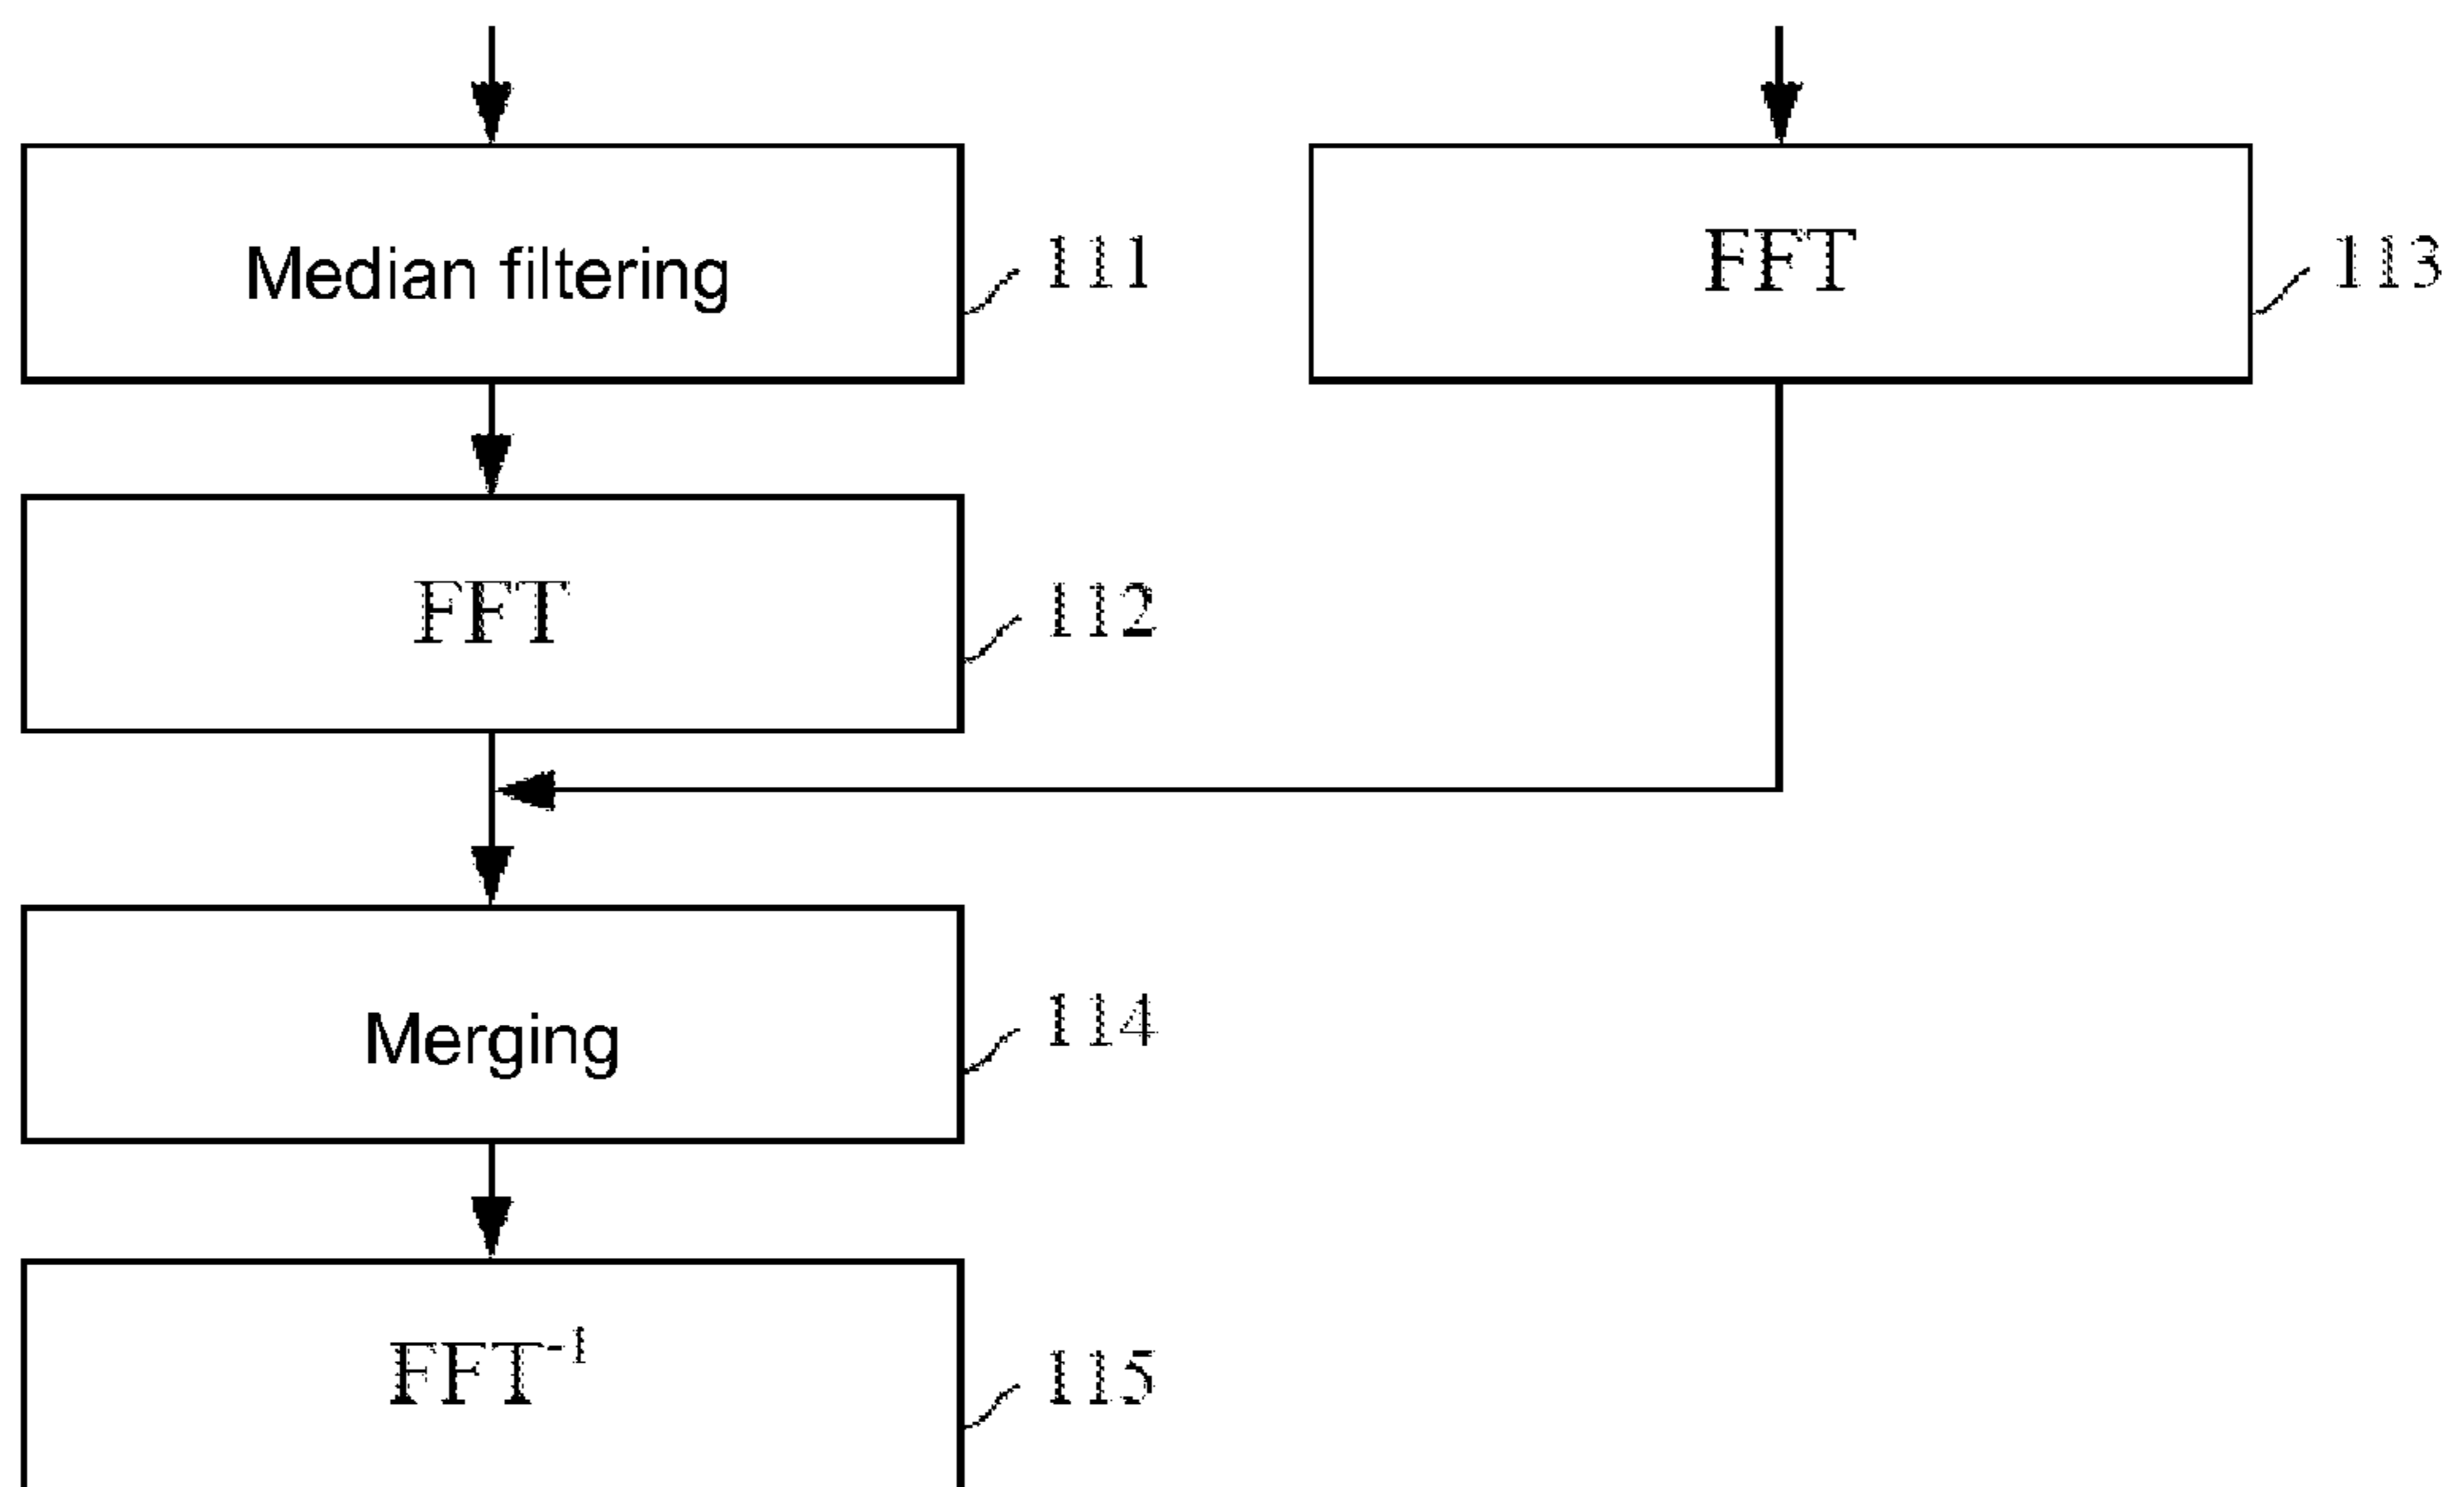 Median filtering
111
FFT
113
FFT
112
Merging
114
FFT⁻¹
115